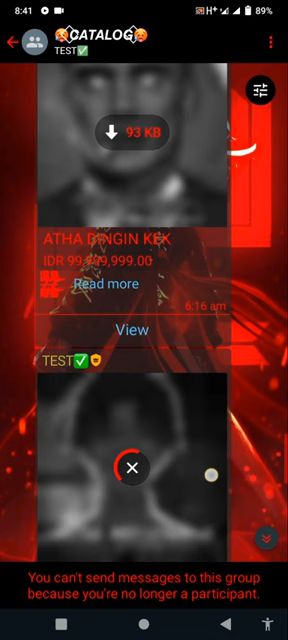 8:41
H+
89%
🥵CATALOG🥵
TEST✅
93 KB
ATHA DINGIN KEK
IDR 99,999,999.00
Read more
6:16 am
View
TEST✅
You can't send messages to this group
because you're no longer a participant.